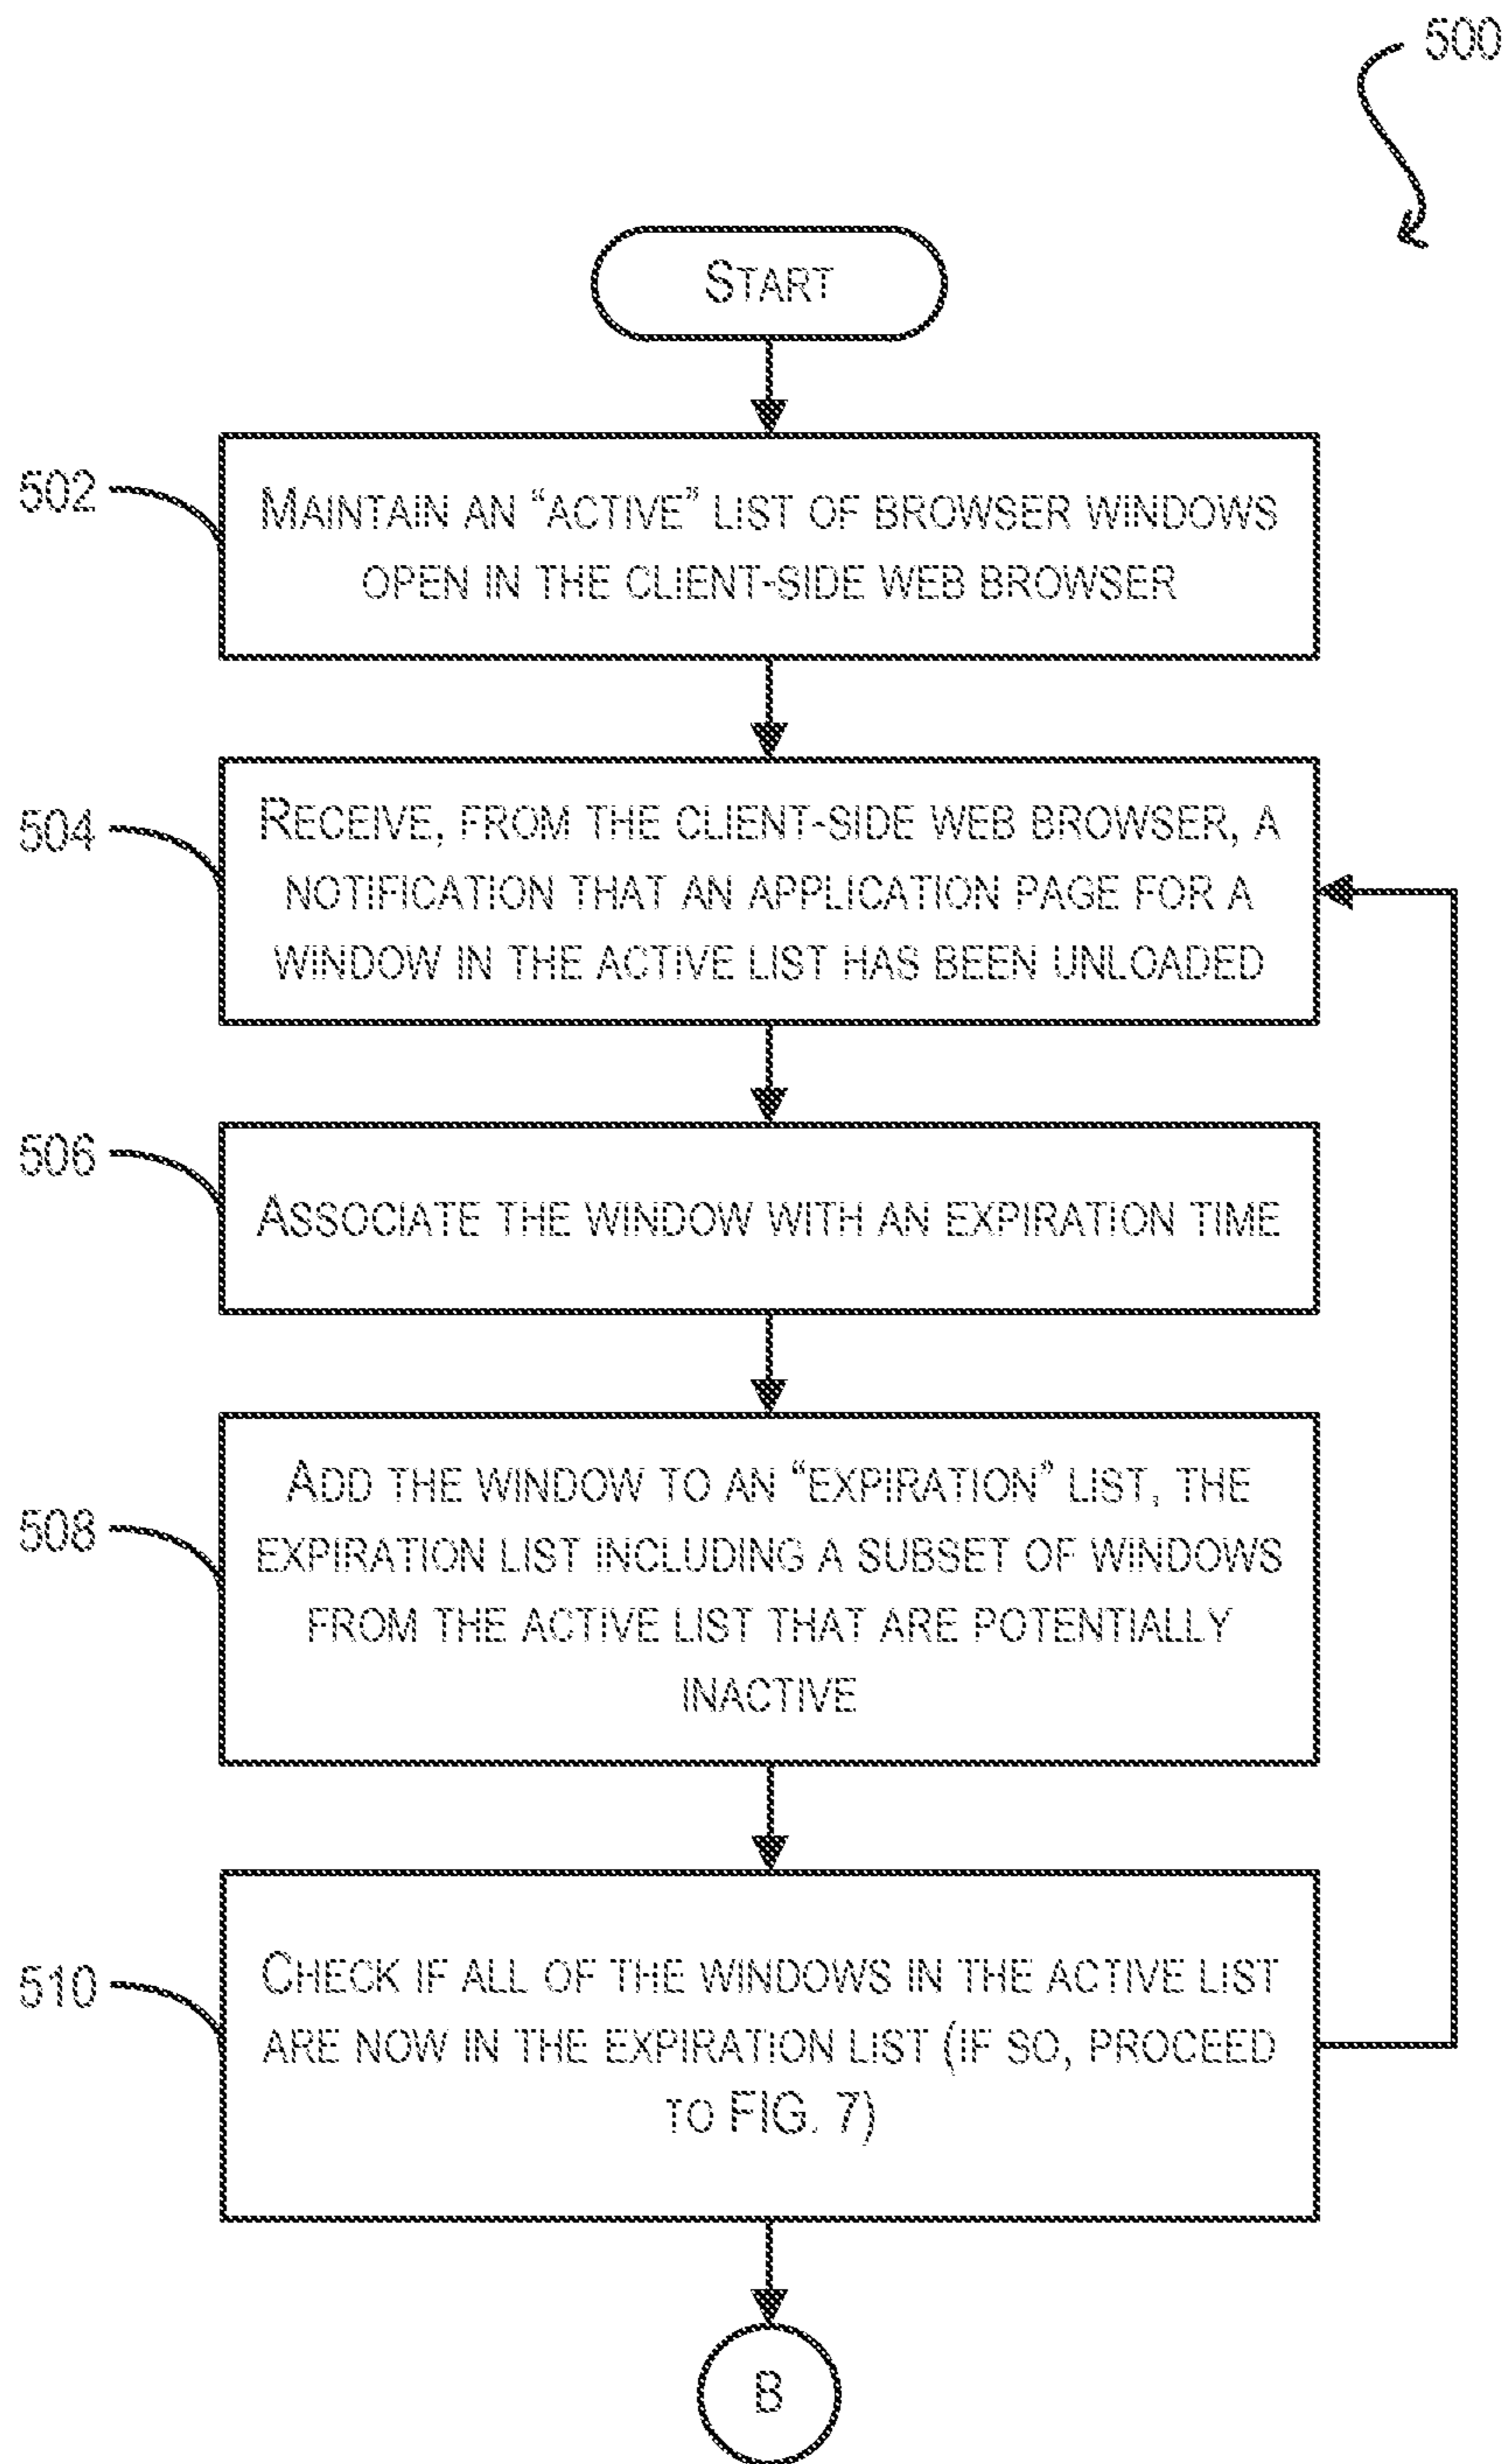 500
START
502
MAINTAIN AN “ACTIVE” LIST OF BROWSER WINDOWS
OPEN IN THE CLIENT-SIDE WEB BROWSER
504
RECEIVE, FROM THE CLIENT-SIDE WEB BROWSER, A
NOTIFICATION THAT AN APPLICATION PAGE FOR A
WINDOW IN THE ACTIVE LIST HAS BEEN UNLOADED
506
ASSOCIATE THE WINDOW WITH AN EXPIRATION TIME
508
ADD THE WINDOW TO AN “EXPIRATION” LIST, THE
EXPIRATION LIST INCLUDING A SUBSET OF WINDOWS
FROM THE ACTIVE LIST THAT ARE POTENTIALLY
INACTIVE
510
CHECK IF ALL OF THE WINDOWS IN THE ACTIVE LIST
ARE NOW IN THE EXPIRATION LIST (IF SO, PROCEED
TO FIG. 7)
B